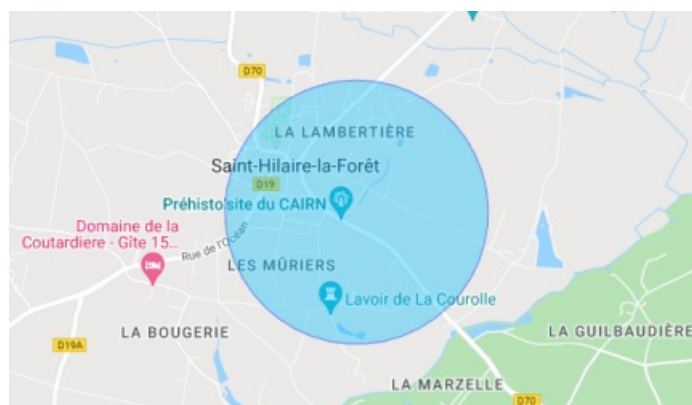 D70
LA LAMBERTIÈRE
Saint-Hilaire-la-Forêt
D19
Préhisto'site du CAIRN
Domaine de la
Coutardiere - Gîte 15...
Rue de l'Océan
LES MÛRIERS
Lavoir de La Courolle
LA BOUGERIE
LA GUILBAUDIÈRE
D19A
LA MARZELLE
D70